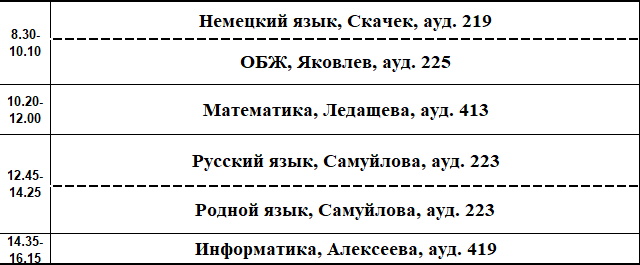 8.30-
10.10
Немецкий язык, Скачек, ауд. 219
ОБЖ, Яковлев, ауд. 225
10.20-
12.00
Математика, Ледащева, ауд. 413
12.45-
14.25
Русский язык, Самуйлова, ауд. 223
Родной язык, Самуйлова, ауд. 223
14.35-
16.15
Информатика, Алексеева, ауд. 419